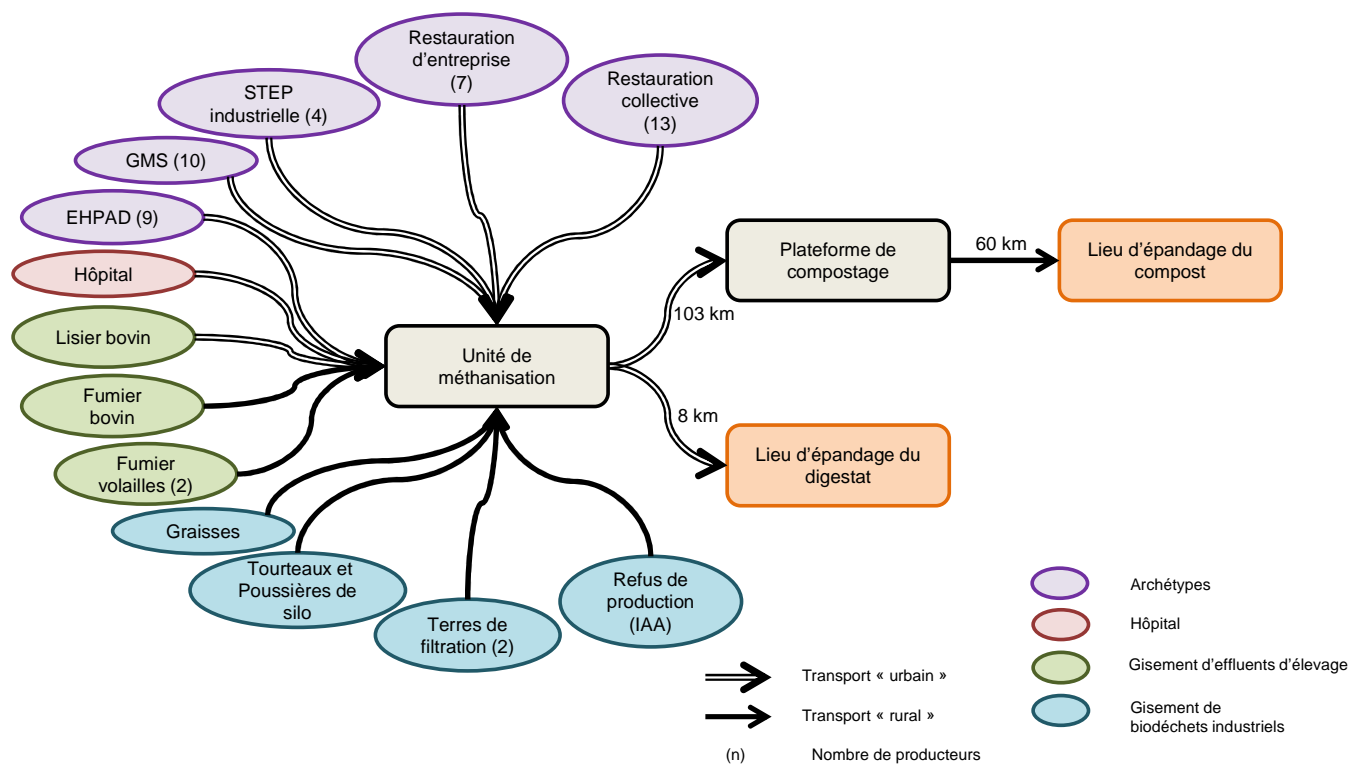 Restauration
d'entreprise
(7)
Restauration
collective
(13)
STEP
industrielle (4)
GMS (10)
EHPAD (9)
Hôpital
Lisier bovin
Fumier
bovin
Fumier
volailles (2)
Graisses
Tourteaux et
Poussières de
silo
Terres de
filtration (2)
Refus de
production
(IAA)
Unité de
méthanisation
103 km
8 km
Plateforme de
compostage
60 km
Lieu d'épandage du
compost
Lieu d'épandage du
digestat
Transport « urbain »
Transport « rural »
(n) Nombre de producteurs
Archétypes
Hôpital
Gisement d'effluents d'élevage
Gisement de
biodéchets industriels